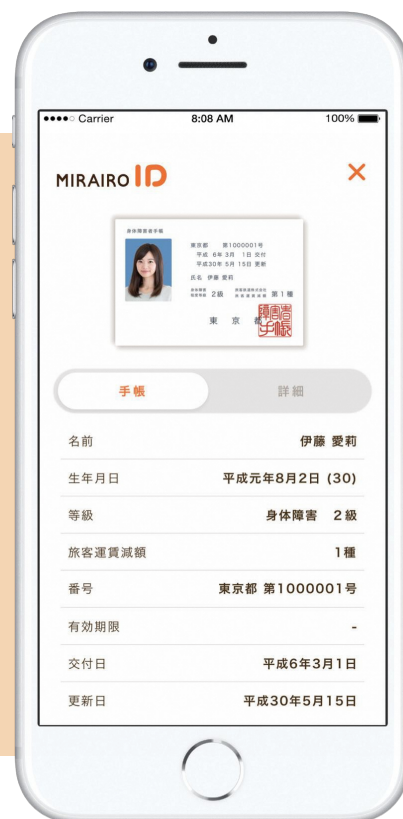 Carrier 8:08 AM 100%
MIRAIRO ID
身体障害者手帳
東京都 第1000001号
平成 6年 3月 1日 交付
平成30年 5月 15日 更新
氏名 伊藤 愛莉
2級 第1種
東京都
障害者手帳
手帳 詳細
名前 伊藤 愛莉
生年月日 平成元年8月2日 (30)
等級 身体障害 2級
旅客運賃減額 1種
番号 東京都 第1000001号
有効期限 -
交付日 平成6年3月1日
更新日 平成30年5月15日